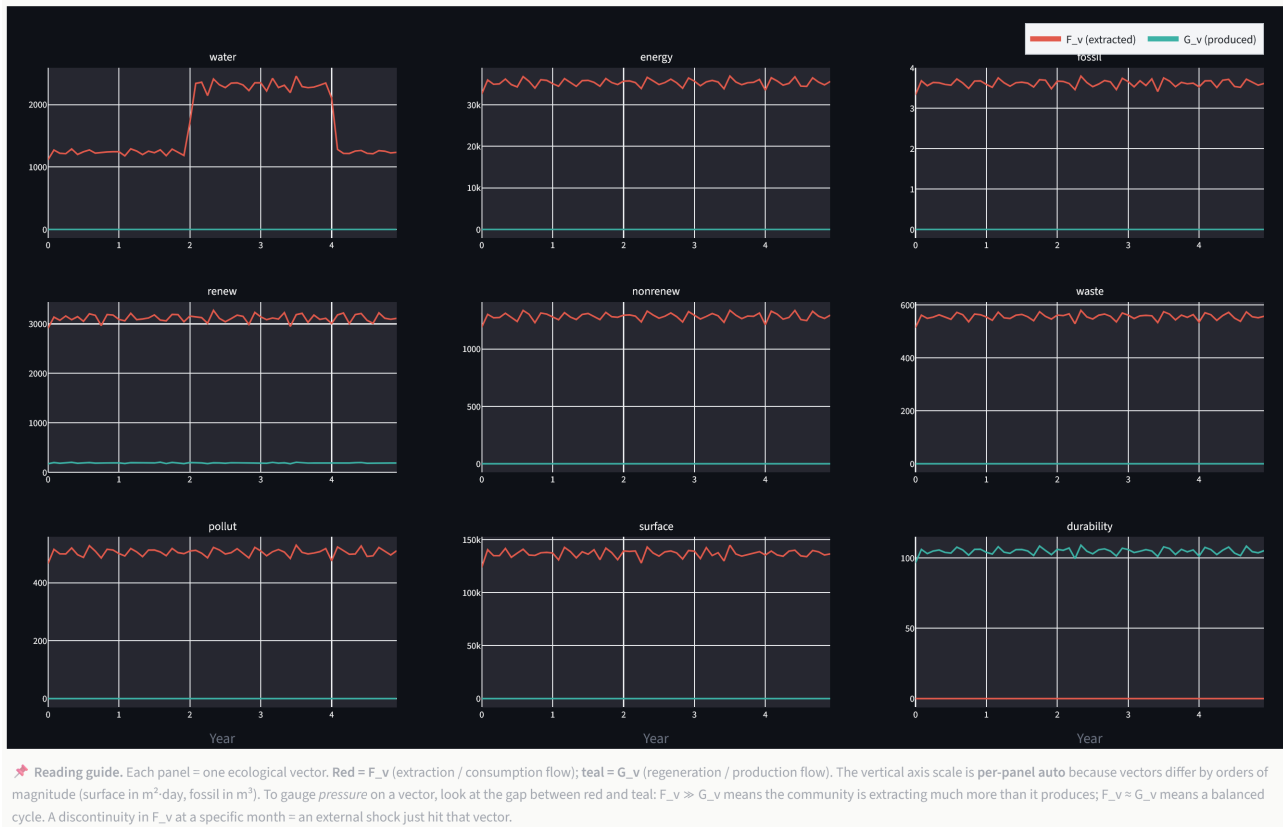 F_v (extracted) G_v (produced)
water energy fossil
2000
1000
0
0 1 2 3 4
30k
20k
10k
0
0 1 2 3 4
4
3
2
1
0
0 1 2 3 4
renew nonrenew waste
3000
2000
1000
0
0 1 2 3 4
1000
500
0
0 1 2 3 4
600
400
200
0
0 1 2 3 4
pollut surface durability
400
200
0
0 1 2 3 4
150k
100k
50k
0
0 1 2 3 4
100
50
0
0 1 2 3 4
Year Year Year
📌 Reading guide. Each panel = one ecological vector. Red = F_v (extraction / consumption flow); teal = G_v (regeneration / production flow). The vertical axis scale is per-panel auto because vectors differ by orders of
magnitude (surface in m²·day, fossil in m³). To gauge pressure on a vector, look at the gap between red and teal: F_v ≫ G_v means the community is extracting much more than it produces; F_v ≈ G_v means a balanced
cycle. A discontinuity in F_v at a specific month = an external shock just hit that vector.